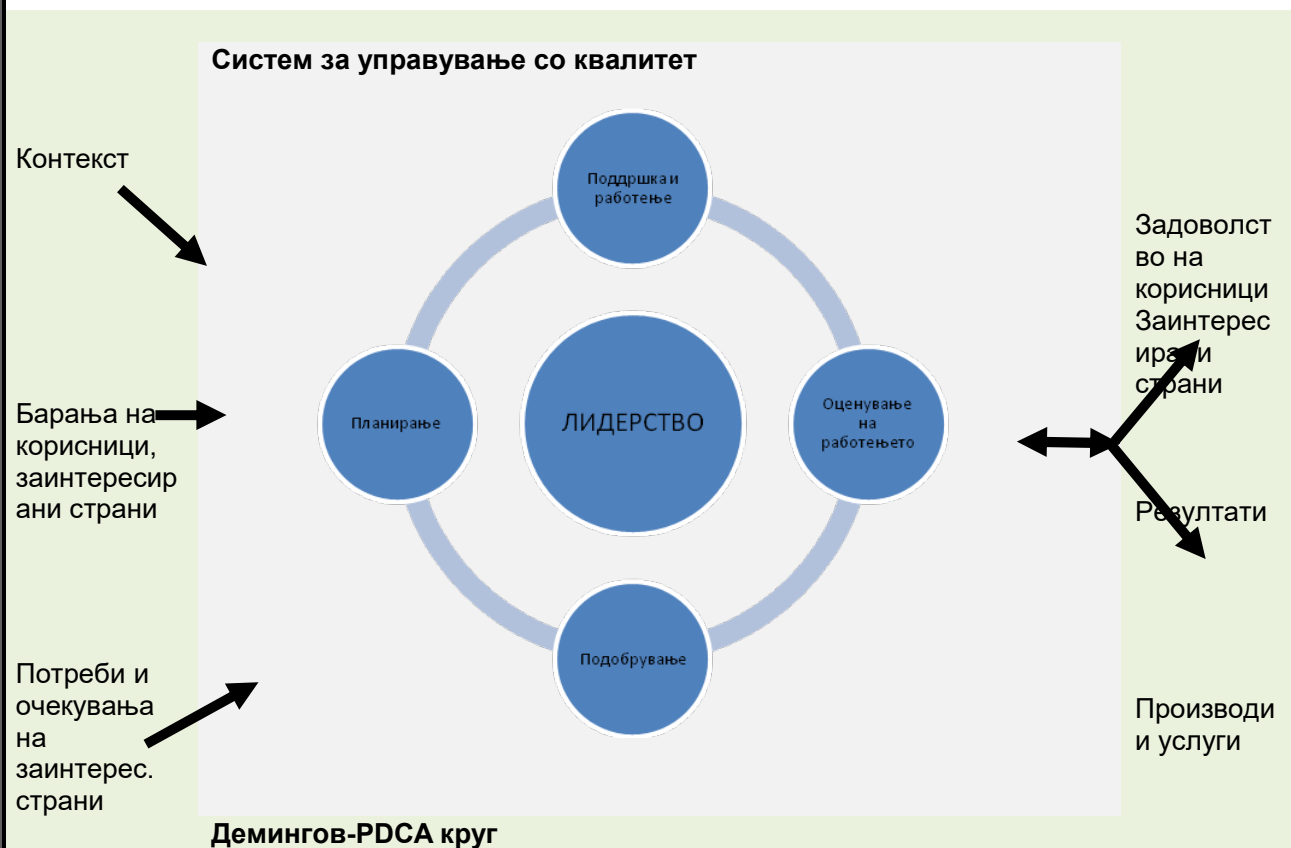 Систем за управување со квалитет
Контекст
Барања на
корисници,
заинтересир
ани страни
Потреби и
очекувања
на
заинтерес.
страни
Поддршка и
работење
Планирање
ЛИДЕРСТВО
Оценување
на
работењето
Подобрување
Задоволст
во на
корисници
Заинтерес
ирани
страни
Резултати
Производи
и услуги
Демингов-PDCA круг